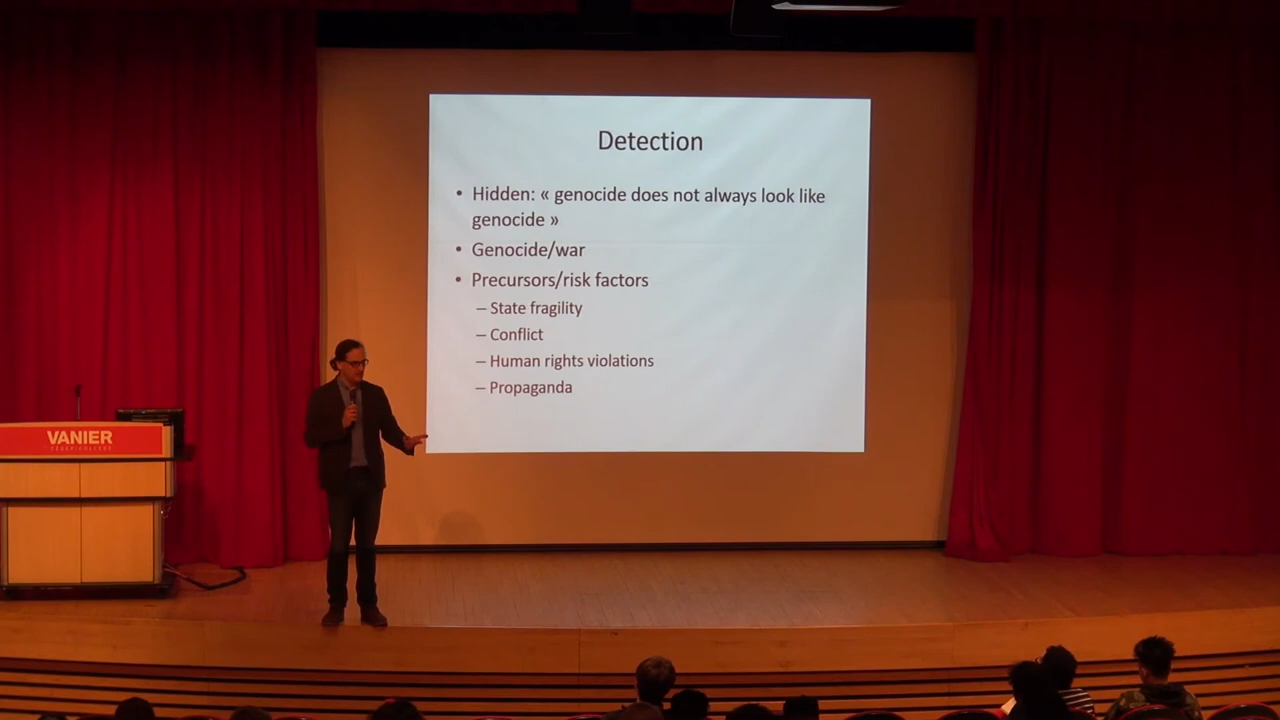 Detection
• Hidden: « genocide does not always look like
genocide »
• Genocide/war
• Precursors/risk factors
– State fragility
– Conflict
– Human rights violations
– Propaganda
VANIER